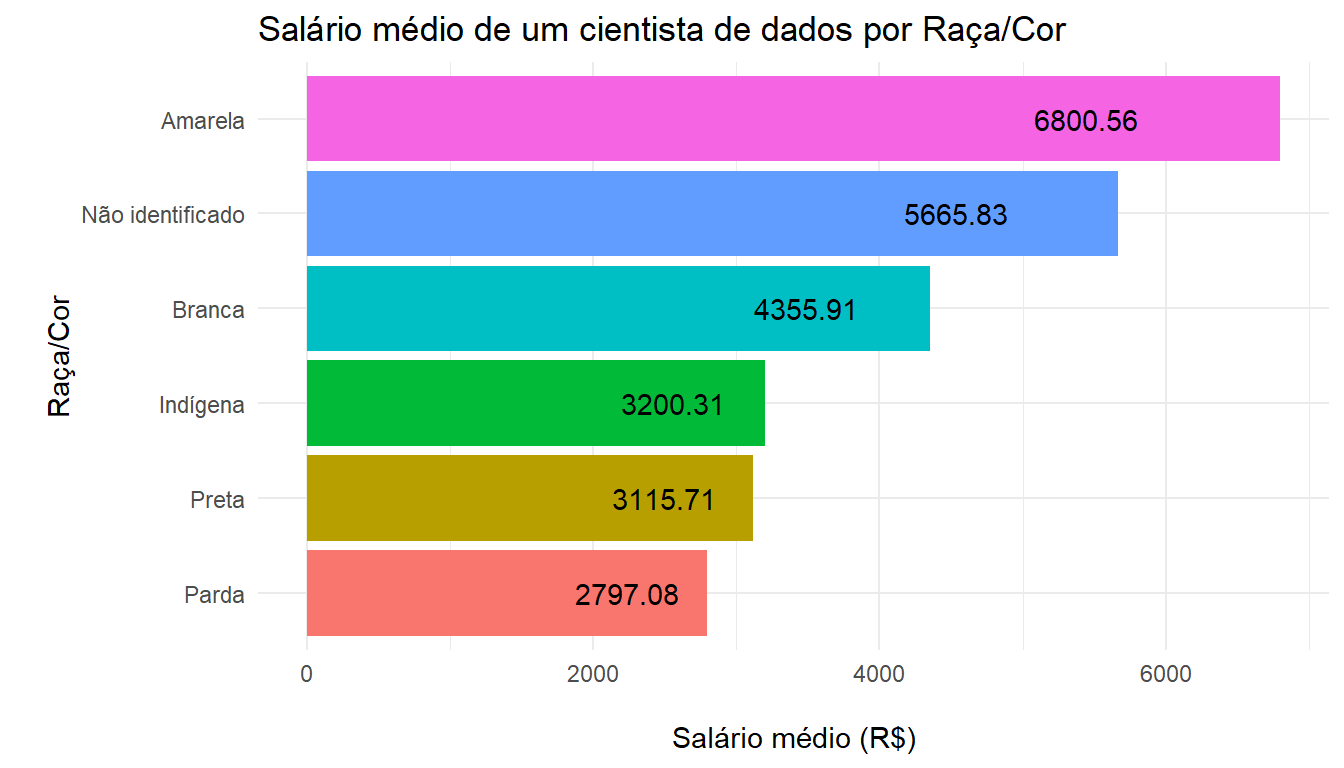 Salário médio de um cientista de dados por Raça/Cor
Raça/Cor
Amarela 6800.56
Não identificado 5665.83
Branca 4355.91
Indígena 3200.31
Preta 3115.71
Parda 2797.08
0 2000 4000 6000
Salário médio (R$)